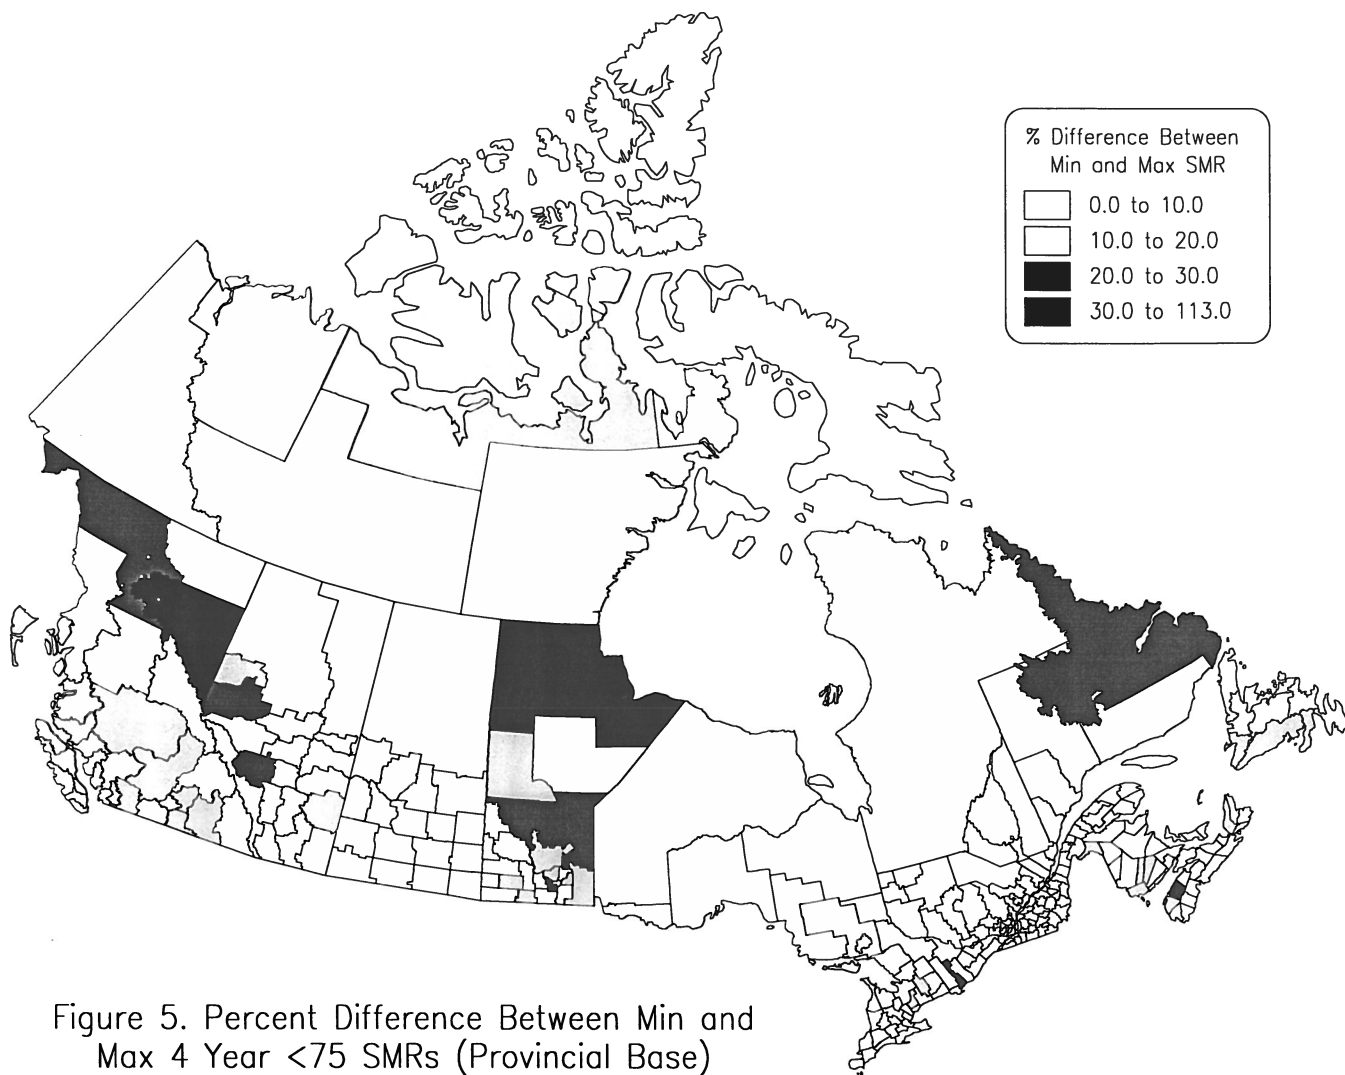 % Difference Between
Min and Max SMR
0.0 to 10.0
10.0 to 20.0
20.0 to 30.0
30.0 to 113.0
Figure 5. Percent Difference Between Min and
Max 4 Year <75 SMRs (Provincial Base)